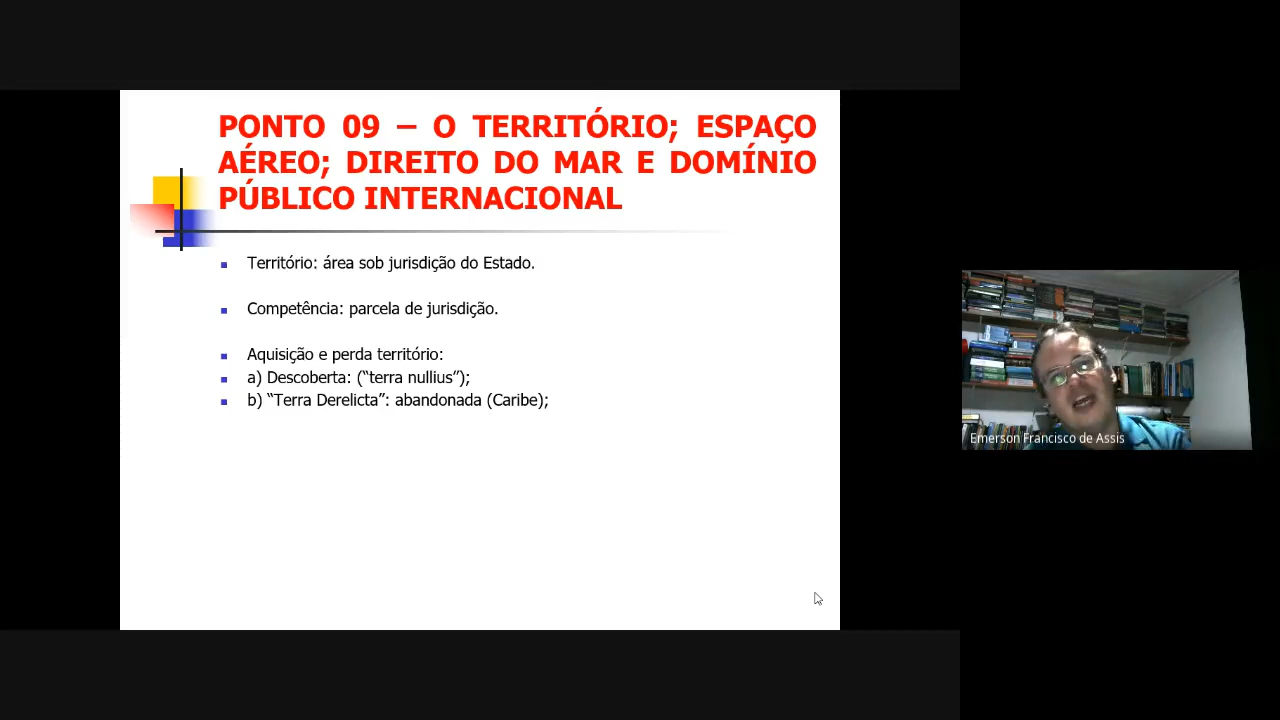 PONTO 09 – O TERRITÓRIO; ESPAÇO
AÉREO; DIREITO DO MAR E DOMÍNIO
PÚBLICO INTERNACIONAL
Território: área sob jurisdição do Estado.
Competência: parcela de jurisdição.
Aquisição e perda território:
a) Descoberta: (“terra nullius”);
b) “Terra Derelicta”: abandonada (Caribe);
Emerson Francisco de Assis